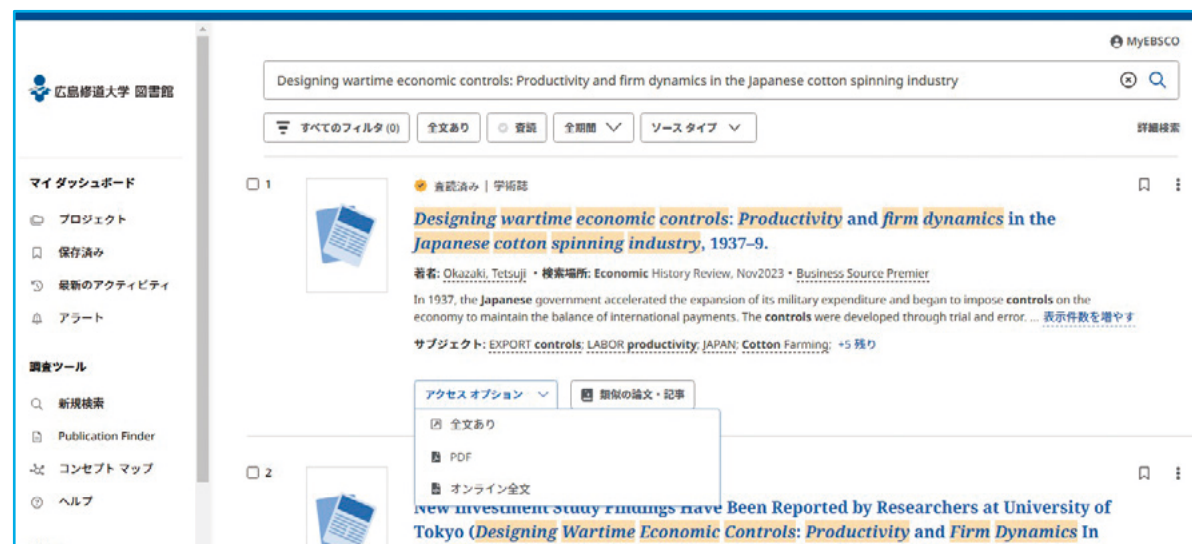 MyEBSCO
広島修道大学 図書館
Designing wartime economic controls: Productivity and firm dynamics in the Japanese cotton spinning industry
すべてのフィルタ (0)
全文あり
査読
全期間
ソース タイプ
詳細検索
マイ ダッシュボード
プロジェクト
保存済み
最新のアクティビティ
アラート
調査ツール
新規検索
Publication Finder
コンセプト マップ
ヘルプ
1
査読済み | 学術誌
Designing wartime economic controls: Productivity and firm dynamics in the
Japanese cotton spinning industry, 1937–9.
著者: Okazaki, Tetsuji • 検索場所: Economic History Review, Nov2023 • Business Source Premier
In 1937, the Japanese government accelerated the expansion of its military expenditure and began to impose controls on the
economy to maintain the balance of international payments. The controls were developed through trial and error. ... 表示件数を増やす
サブジェクト: EXPORT controls; LABOR productivity; JAPAN; Cotton Farming; +5 残り
アクセス オプション
類似の論文・記事
全文あり
PDF
オンライン全文
2
New Investment Study Findings Have Been Reported by Researchers at University of
Tokyo (Designing Wartime Economic Controls: Productivity and Firm Dynamics In